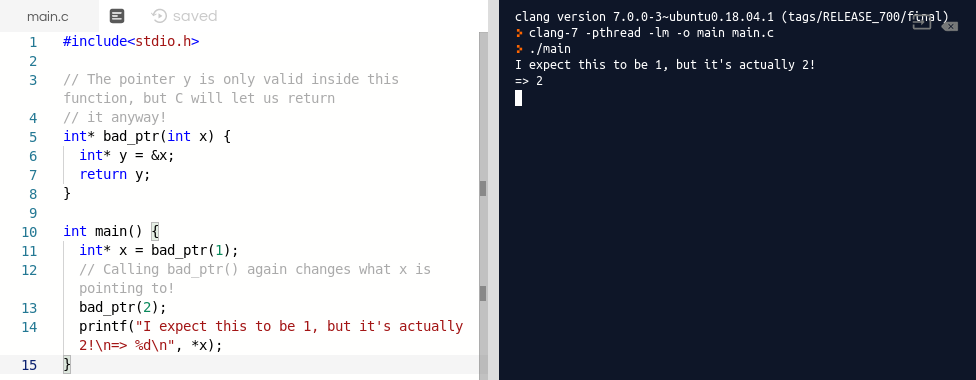 main.c
saved
1 #include<stdio.h>
2
3 // The pointer y is only valid inside this
function, but C will let us return
4 // it anyway!
5 int* bad_ptr(int x) {
6 int* y = &x;
7 return y;
8 }
9
10 int main() {
11 int* x = bad_ptr(1);
12 // Calling bad_ptr() again changes what x is
pointing to!
13 bad_ptr(2);
14 printf("I expect this to be 1, but it's actually
2!\n=> %d\n", *x);
15 }
clang version 7.0.0-3~ubuntu0.18.04.1 (tags/RELEASE_700/final)
clang-7 -pthread -lm -o main main.c
./main
I expect this to be 1, but it's actually 2!
=> 2